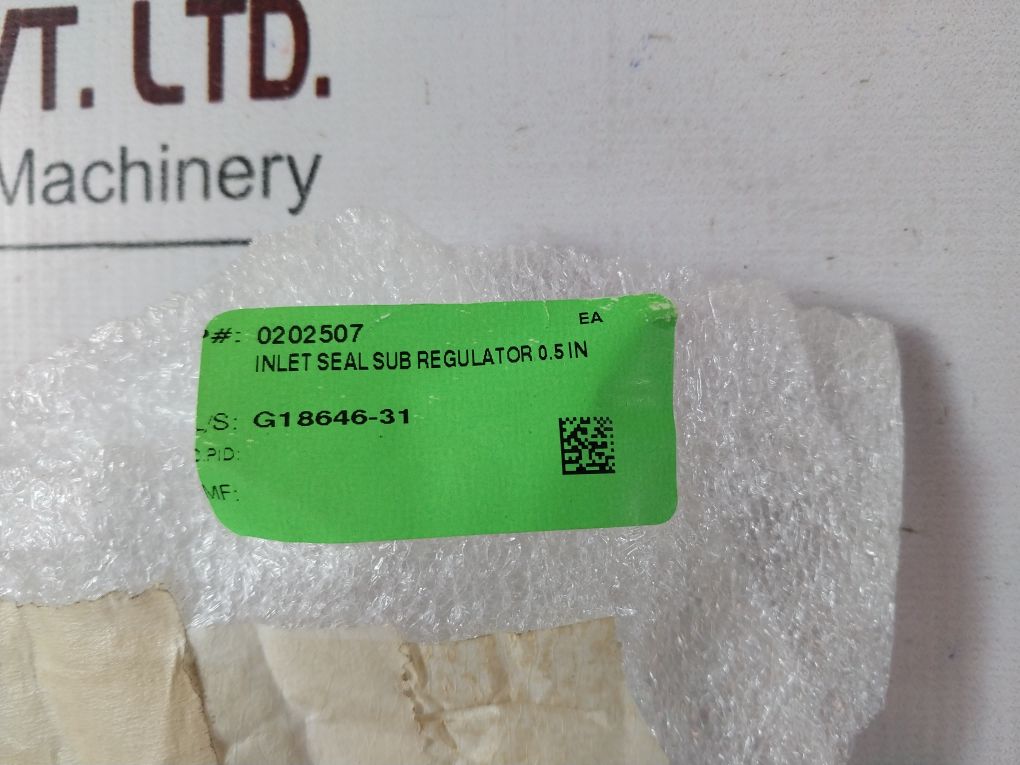 VT. LTD.
Machinery
P#: 0202507
EA
INLET SEAL SUB REGULATOR 0.5 IN
L/S: G18646-31
C.PID:
MF: